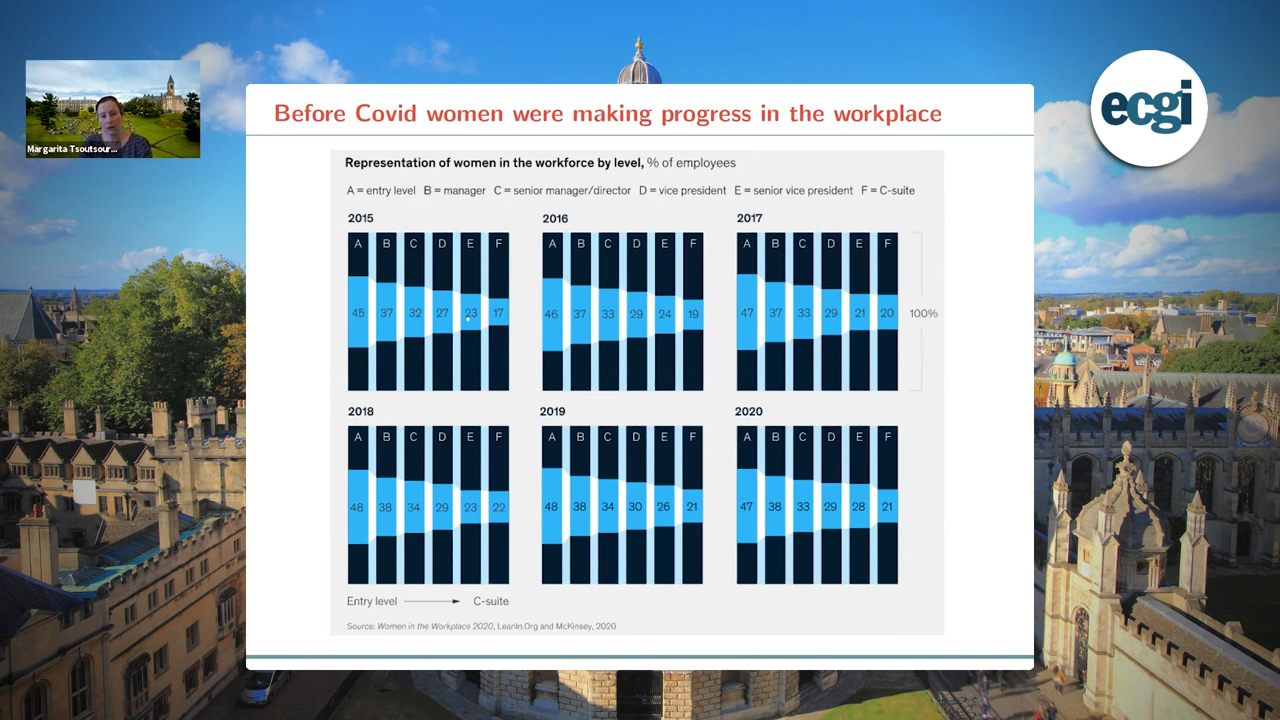 Before Covid women were making progress in the workplace
ecgi
Margarita Tsoutsour...
Representation of women in the workforce by level, % of employees
A = entry level B = manager C = senior manager/director D = vice president E = senior vice president F = C-suite
2015 2016 2017
A B C D E F A B C D E F A B C D E F
45 37 32 27 23 17 46 37 33 29 24 19 47 37 33 29 21 20 100%
2018 2019 2020
A B C D E F A B C D E F A B C D E F
48 38 34 29 23 22 48 38 34 30 26 21 47 38 33 29 28 21
Entry level C-suite
Source: Women in the Workplace 2020, LeanIn.Org and McKinsey, 2020